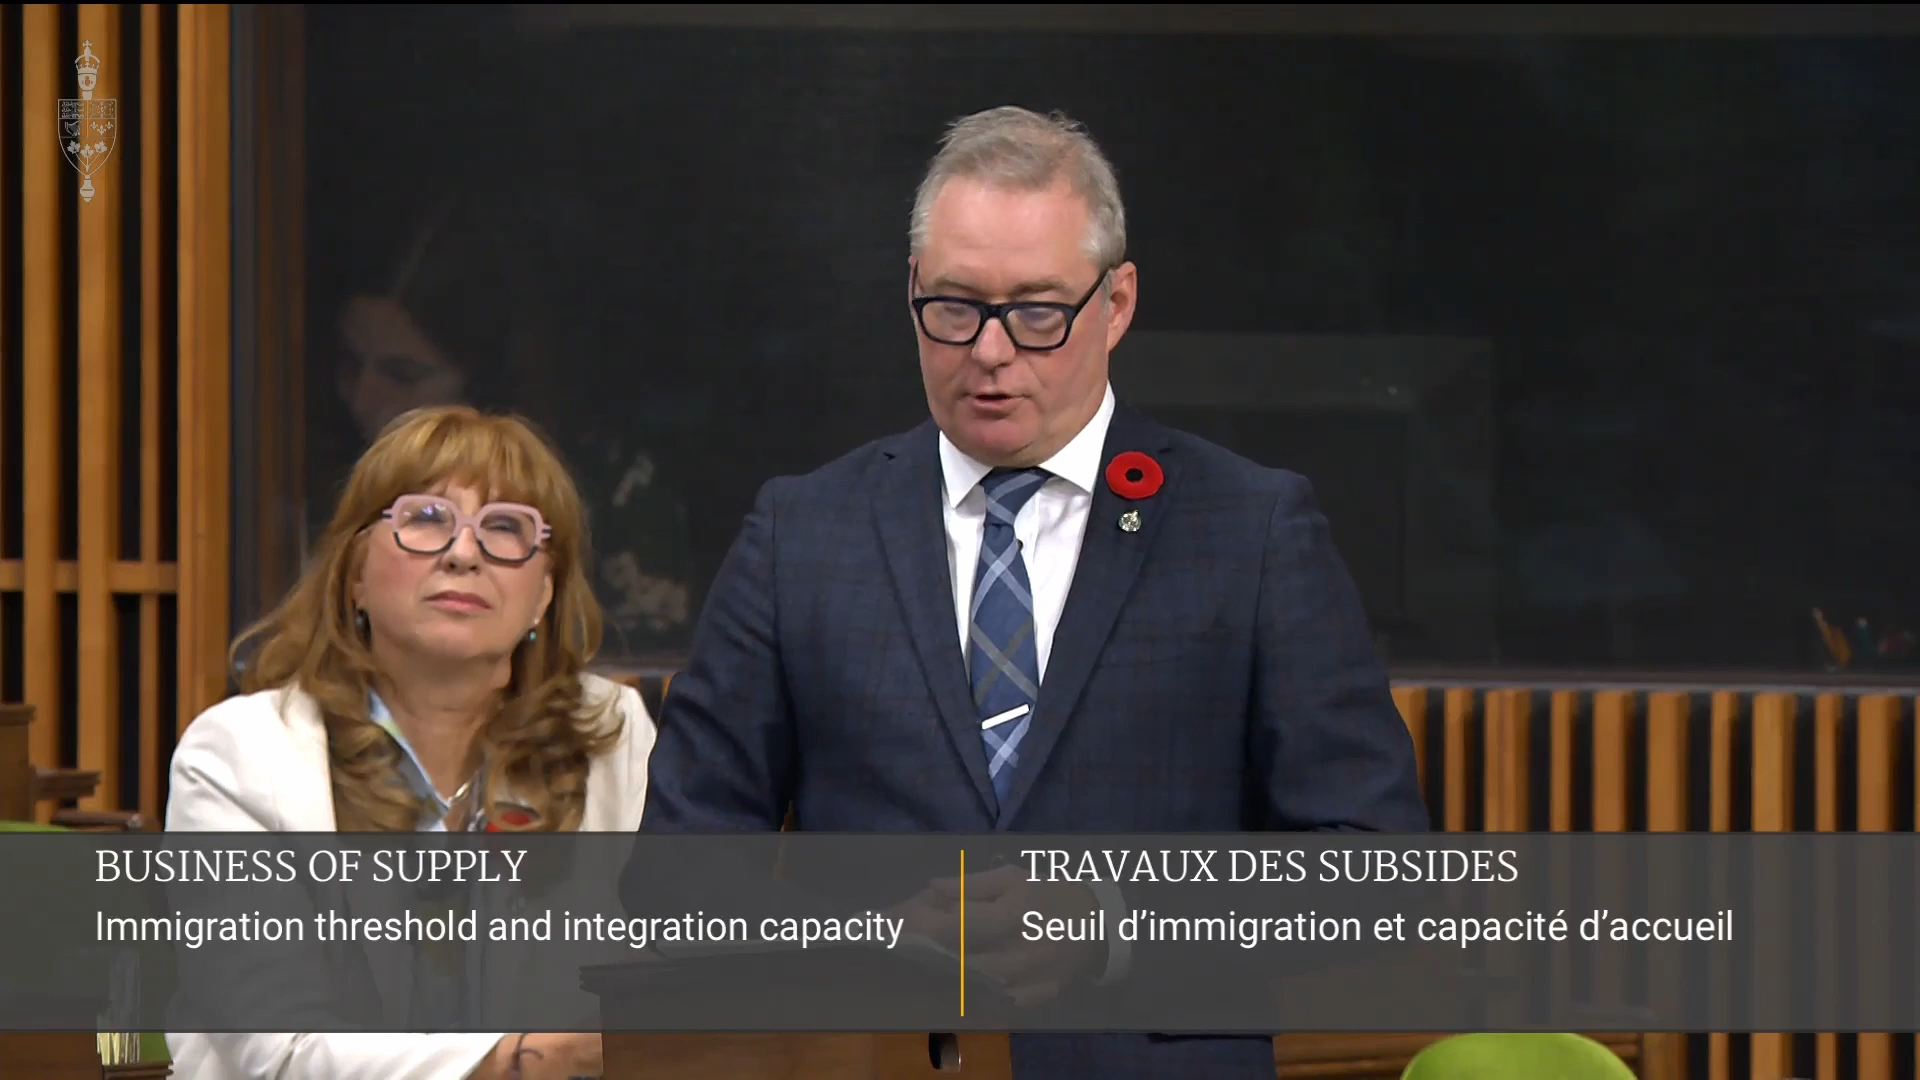 BUSINESS OF SUPPLY
Immigration threshold and integration capacity
TRAVAUX DES SUBSIDES
Seuil d’immigration et capacité d’accueil